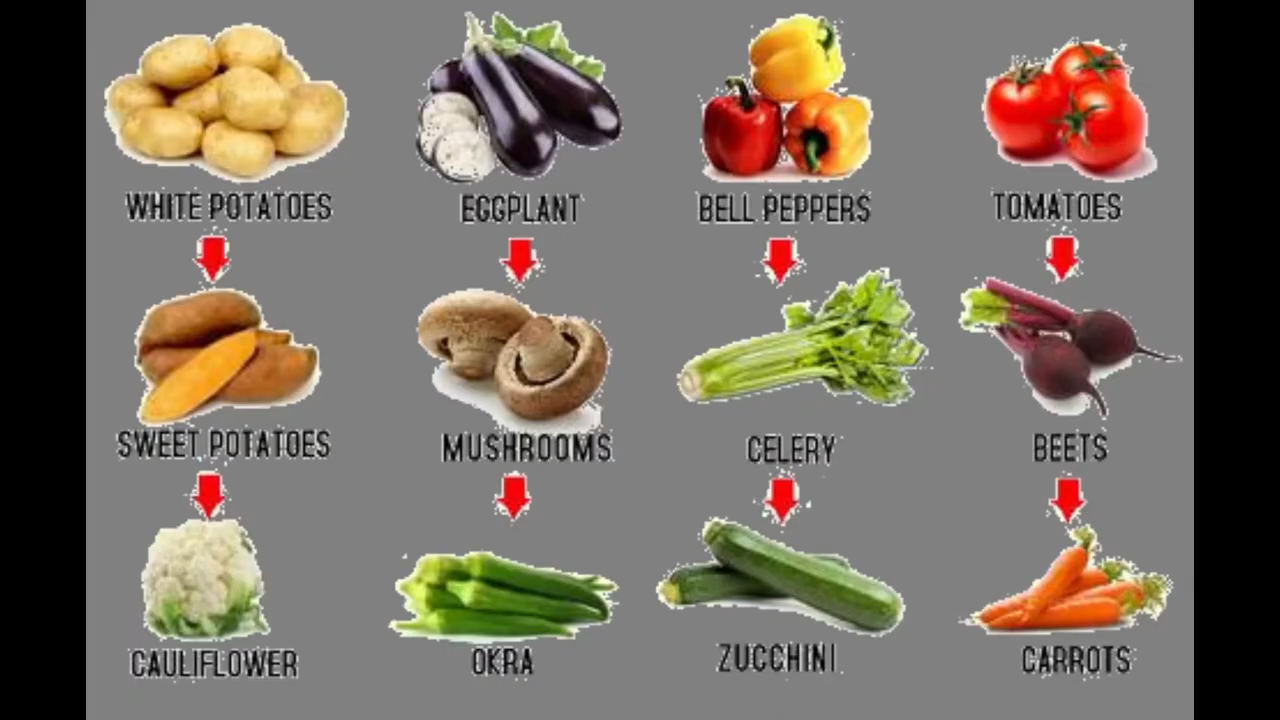 WHITE POTATOES
EGGPLANT
BELL PEPPERS
TOMATOES
SWEET POTATOES
MUSHROOMS
CELERY
BEETS
CAULIFLOWER
OKRA
ZUCCHINI
CARROTS